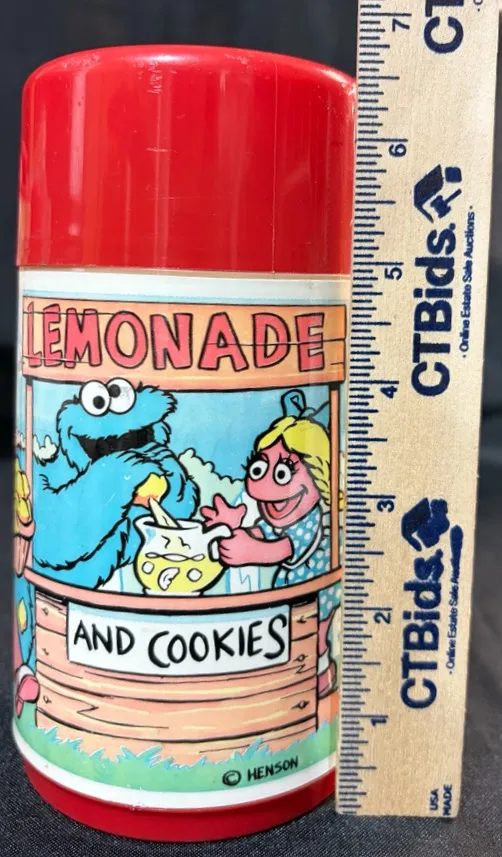 LEMONADE
AND COOKIES
© HENSON
7
6
5
4
3
2
1
CTBids.
· Online Estate Sale Auctions ·
CTBids.
· Online Estate Sale Auctions
CT
USA
MADE